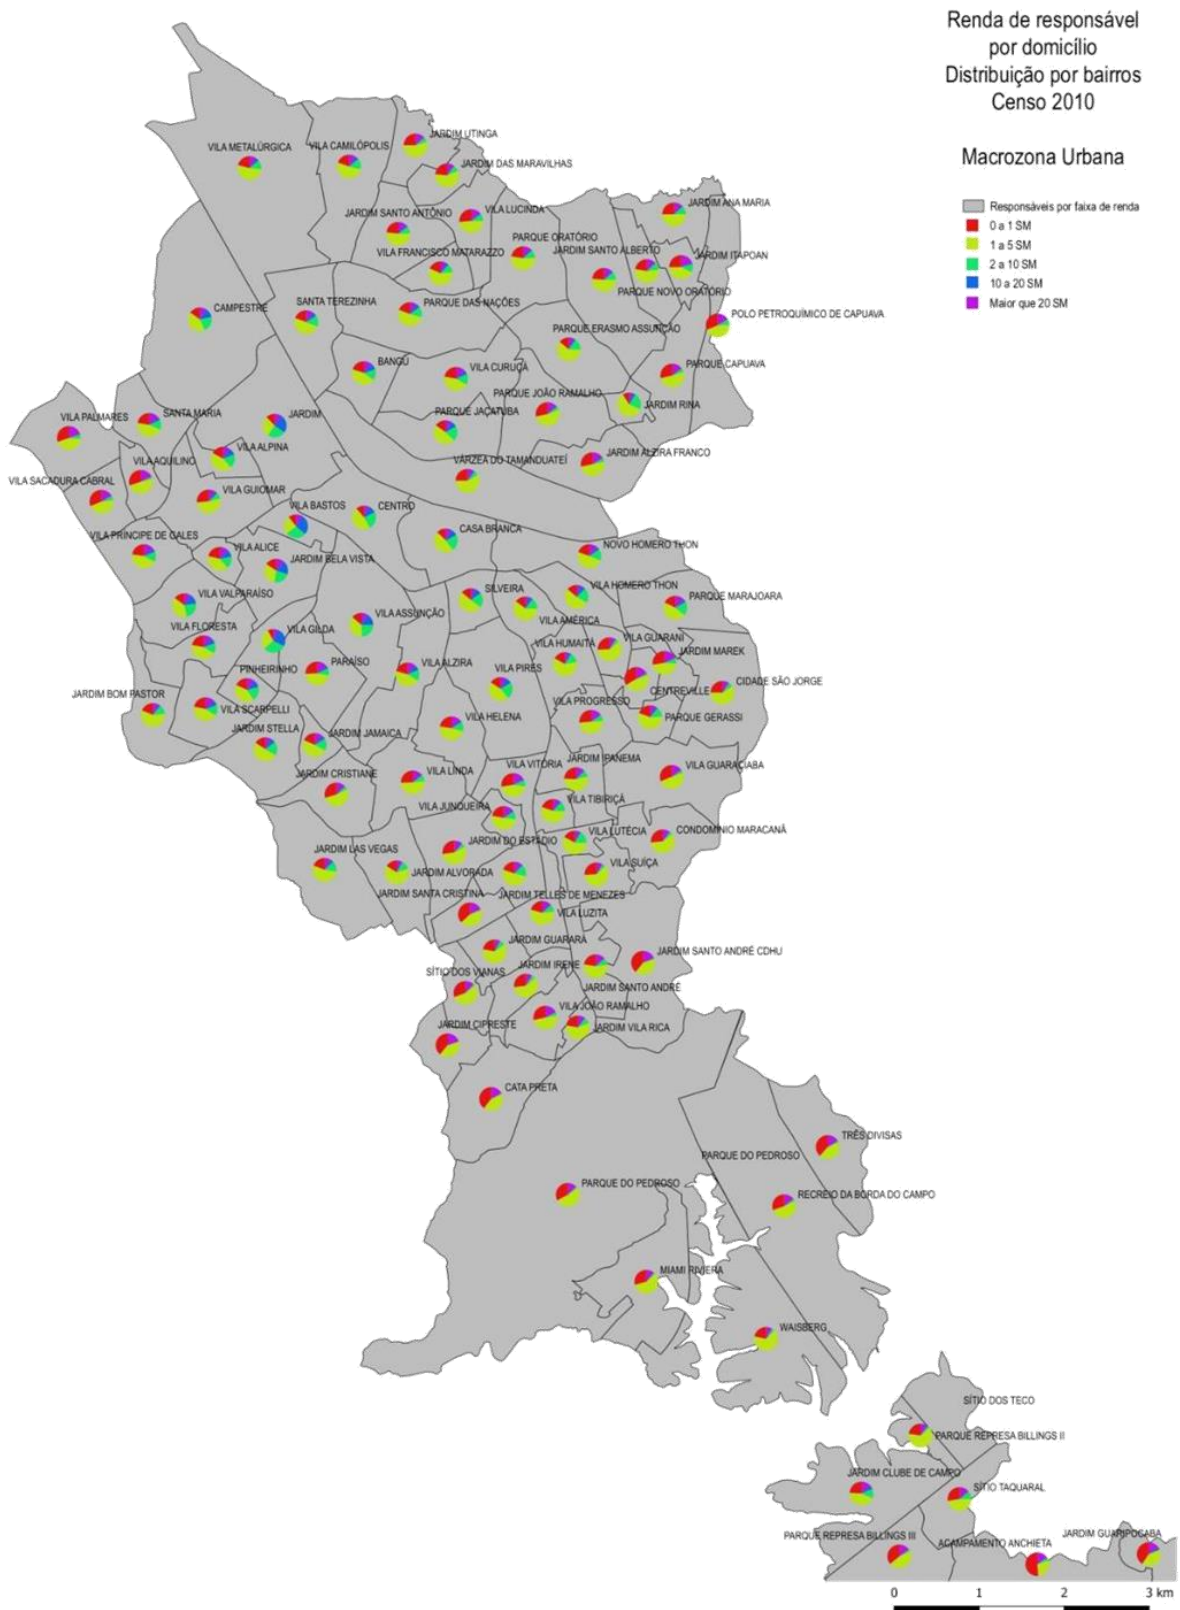 Renda de responsável
por domicílio
Distribuição por bairros
Censo 2010
Macrozona Urbana
Responsáveis por faixa de renda
0 a 1 SM
1 a 5 SM
2 a 10 SM
10 a 20 SM
Maior que 20 SM
JARDIM UTINGA
VILA METALÚRGICA
VILA CAMILÓPOLIS
JARDIM DAS MARAVILHAS
JARDIM ANA MARIA
JARDIM SANTO ANTÔNIO
VILA LUCINDA
PARQUE ORATÓRIO
VILA FRANCISCO MATARAZZO
JARDIM SANTO ALBERTO
JARDIM ITAPOAN
PARQUE NOVO ORATÓRIO
CAMPESTRE
SANTA TEREZINHA
PARQUE DAS NAÇÕES
POLO PETROQUÍMICO DE CAPUAVA
PARQUE ERASMO ASSUNÇÃO
BANGÚ
VILA CURUÇÁ
PARQUE CAPUAVA
PARQUE JOÃO RAMALHO
JARDIM RINA
VILA PALMARES
SANTA MARIA
JARDIM
PARQUE JAÇATUBA
VILA ALPINA
VILA AQUILINO
VÁRZEA DO TAMANDUATEÍ
JARDIM ALZIRA FRANCO
VILA SACADURA CABRAL
VILA GUIOMAR
VILA BASTOS
CENTRO
CASA BRANCA
VILA PRÍNCIPE DE GALES
VILA ALICE
JARDIM BELA VISTA
NOVO HOMERO THON
VILA VALPARAÍSO
SILVEIRA
VILA HOMERO THON
PARQUE MARAJOARA
VILA FLORESTA
VILA GILDA
VILA ASSUNÇÃO
VILA AMÉRICA
VILA HUMAITÁ
VILA GUARANI
JARDIM MAREK
PINHEIRINHO
PARAÍSO
VILA ALZIRA
VILA PIRES
CENTREVILLE
CIDADE SÃO JORGE
JARDIM BOM PASTOR
VILA SCARPELLI
VILA HELENA
VILA PROGRESSO
PARQUE GERASSI
JARDIM STELLA
JARDIM JAMAICA
JARDIM CRISTIANE
VILA LINDA
VILA VITÓRIA
JARDIM IPANEMA
VILA GUARACIABA
VILA JUNQUEIRA
VILA TIBIRIÇÁ
JARDIM LAS VEGAS
JARDIM DO ESTÁDIO
VILA LUTÉCIA
CONDOMÍNIO MARACANÃ
JARDIM ALVORADA
VILA SUÍÇA
JARDIM SANTA CRISTINA
JARDIM TELLES DE MENEZES
VILA LUZITA
JARDIM GUARARÁ
JARDIM SANTO ANDRÉ CDHU
SÍTIO DOS VIANAS
JARDIM IRENE
JARDIM SANTO ANDRÉ
VILA JOÃO RAMALHO
JARDIM CIPRESTE
JARDIM VILA RICA
CATA PRETA
TRÊS DIVISAS
PARQUE DO PEDROSO
PARQUE DO PEDROSO
RECREIO DA BORDA DO CAMPO
MIAMI RIVIERA
WAISBERG
SÍTIO DOS TECO
PARQUE REPRESA BILLINGS II
JARDIM CLUBE DE CAMPO
SÍTIO TAQUARAL
PARQUE REPRESA BILLINGS III
ACAMPAMENTO ANCHIETA
JARDIM GUARIPOCABA
0 1 2 3 km